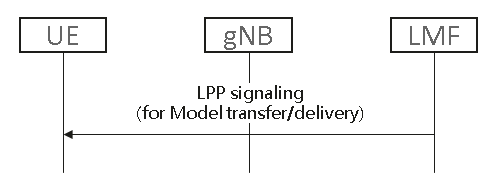 UE
gNB
LMF
LPP signaling
(for Model transfer/delivery)